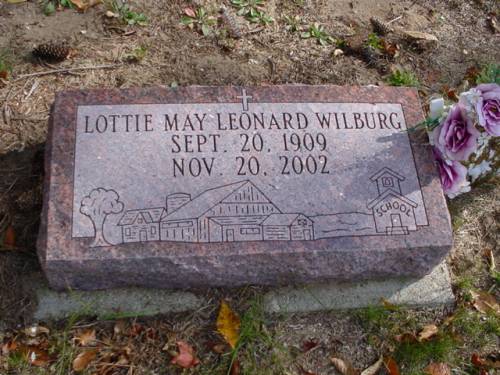 LOTTIE MAY LEONARD WILBURG
SEPT. 20, 1909
NOV. 20, 2002
SCHOOL